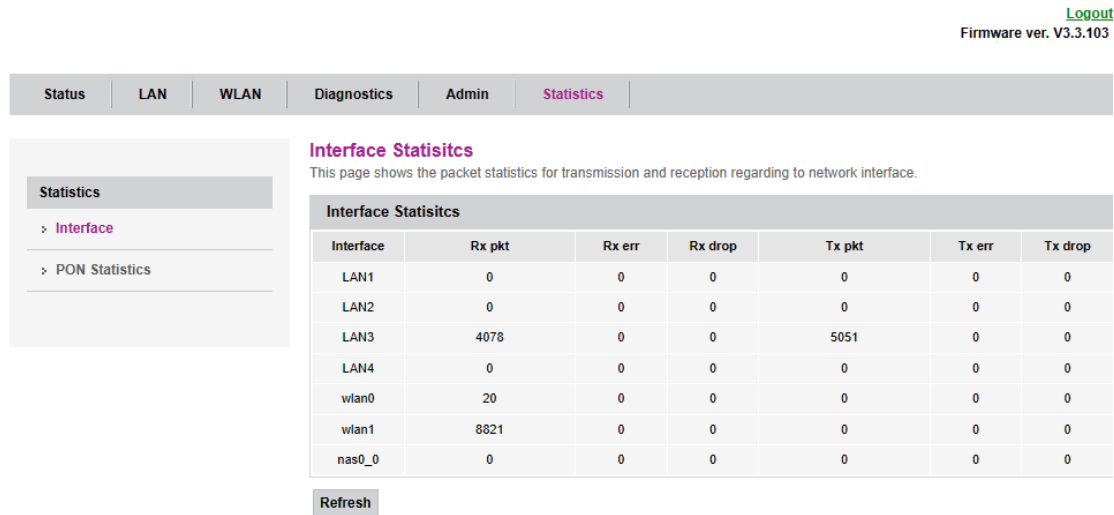 Logout
Firmware ver. V3.3.103
Status LAN WLAN Diagnostics Admin Statistics
Statistics
Interface
PON Statistics
Interface Statisitcs
This page shows the packet statistics for transmission and reception regarding to network interface.
Interface Statisitcs
Interface Rx pkt Rx err Rx drop Tx pkt Tx err Tx drop
LAN1 0 0 0 0 0 0
LAN2 0 0 0 0 0 0
LAN3 4078 0 0 5051 0 0
LAN4 0 0 0 0 0 0
wlan0 20 0 0 0 0 0
wlan1 8821 0 0 0 0 0
nas0_0 0 0 0 0 0 0
Refresh